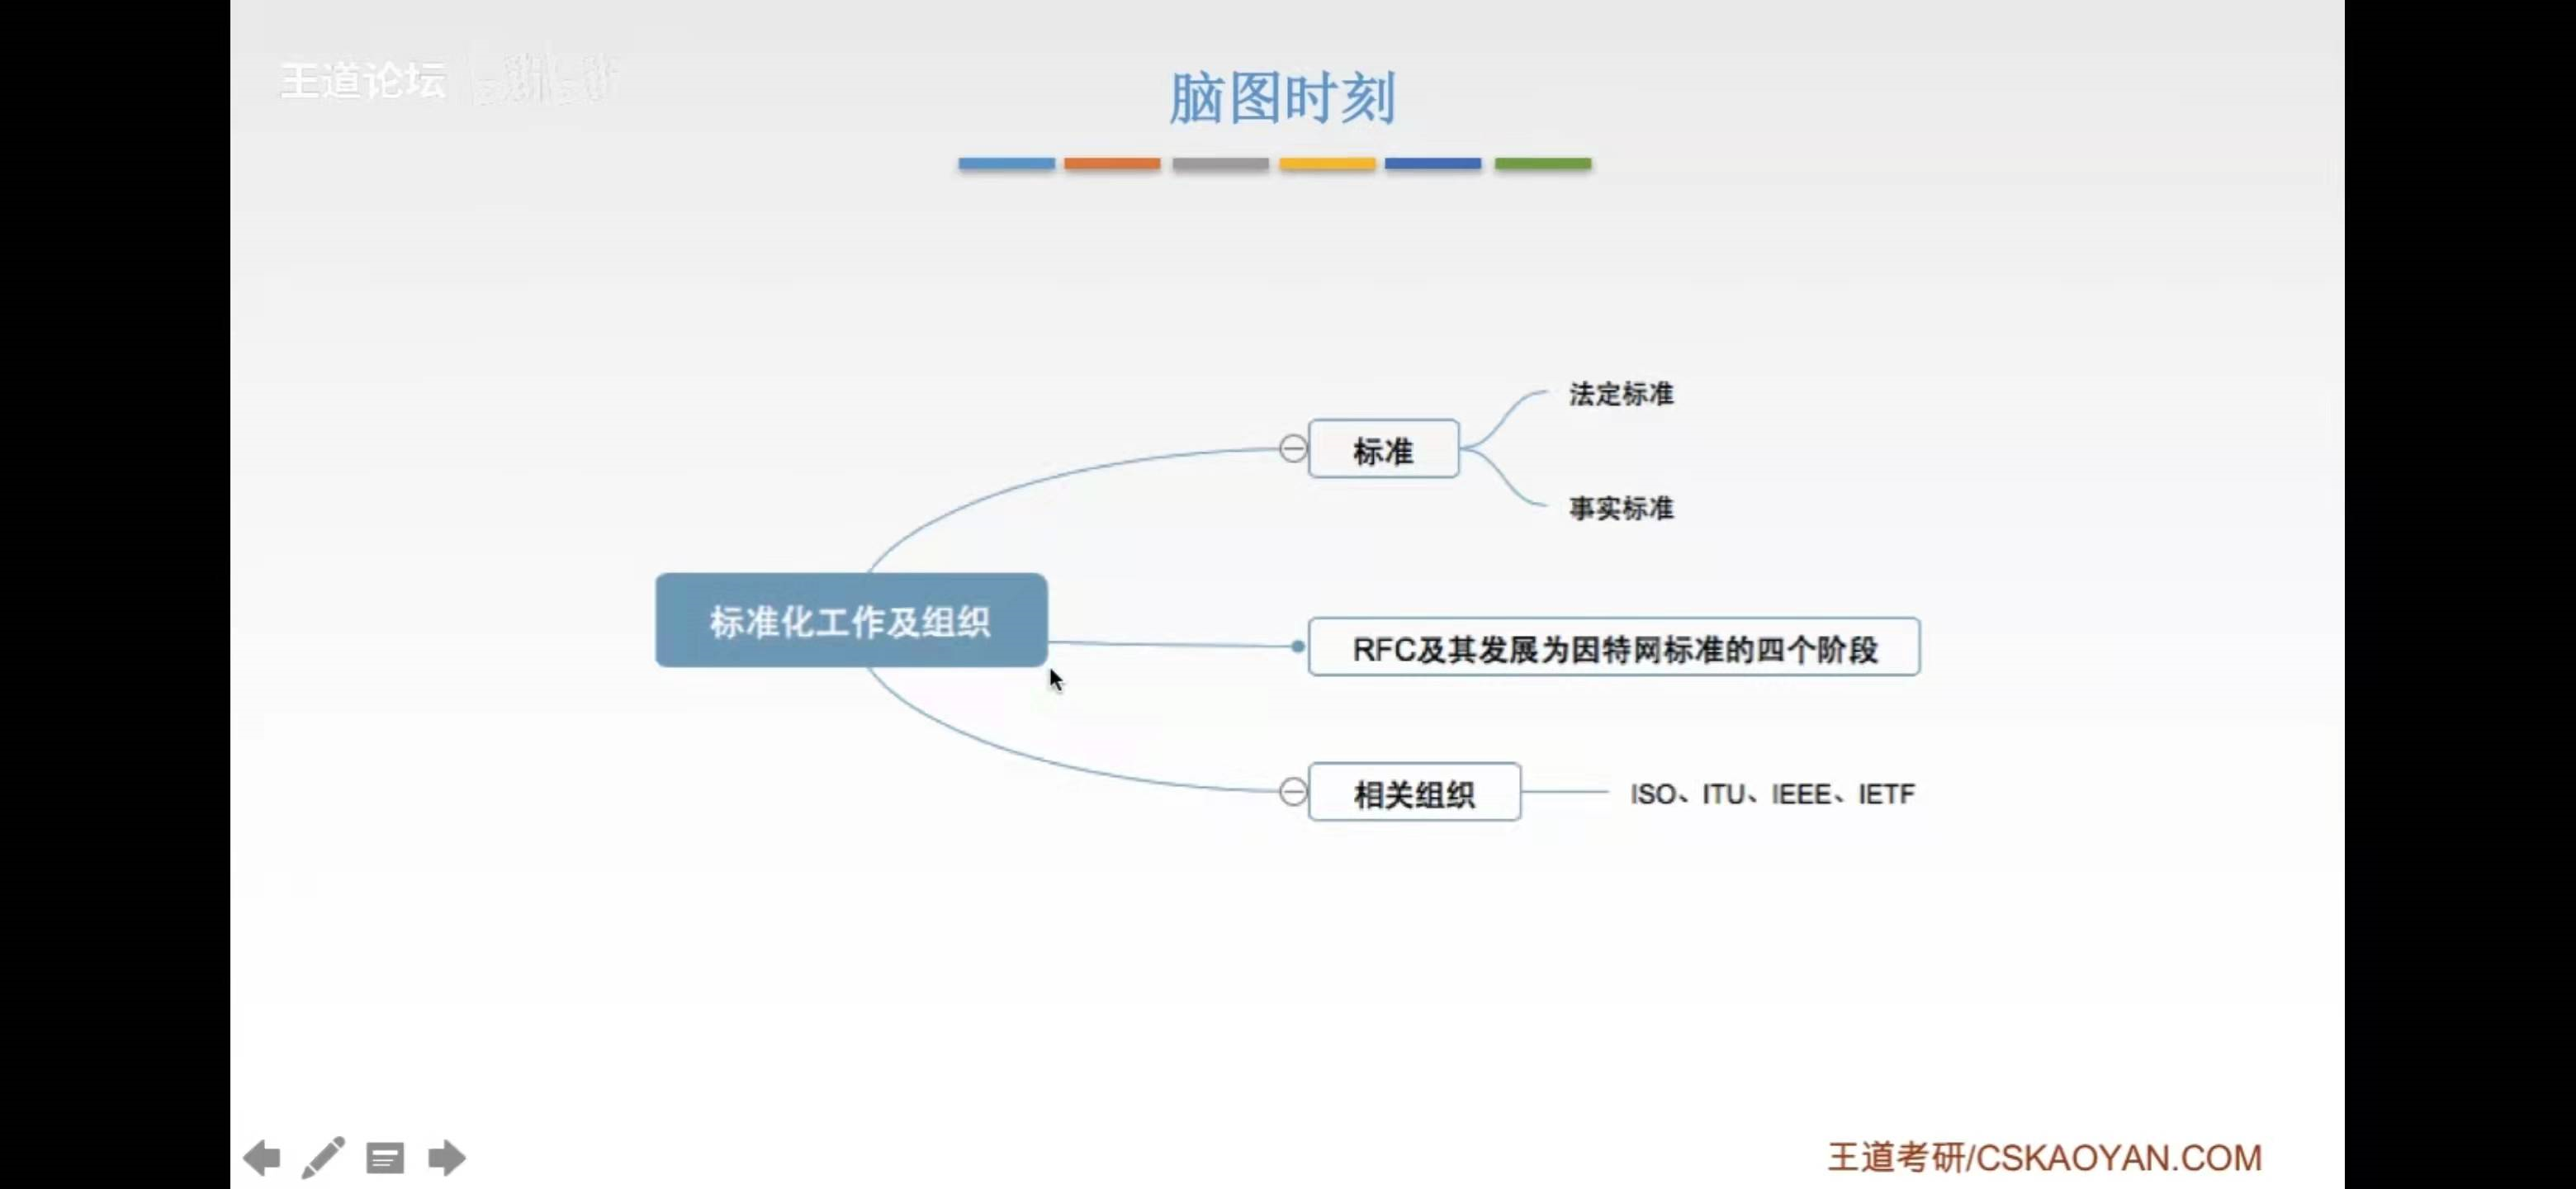 王道论坛
脑图时刻
法定标准
标准
事实标准
标准化工作及组织
RFC及其发展为因特网标准的四个阶段
相关组织
ISO、ITU、IEEE、IETF
王道考研/CSKAOYAN.COM